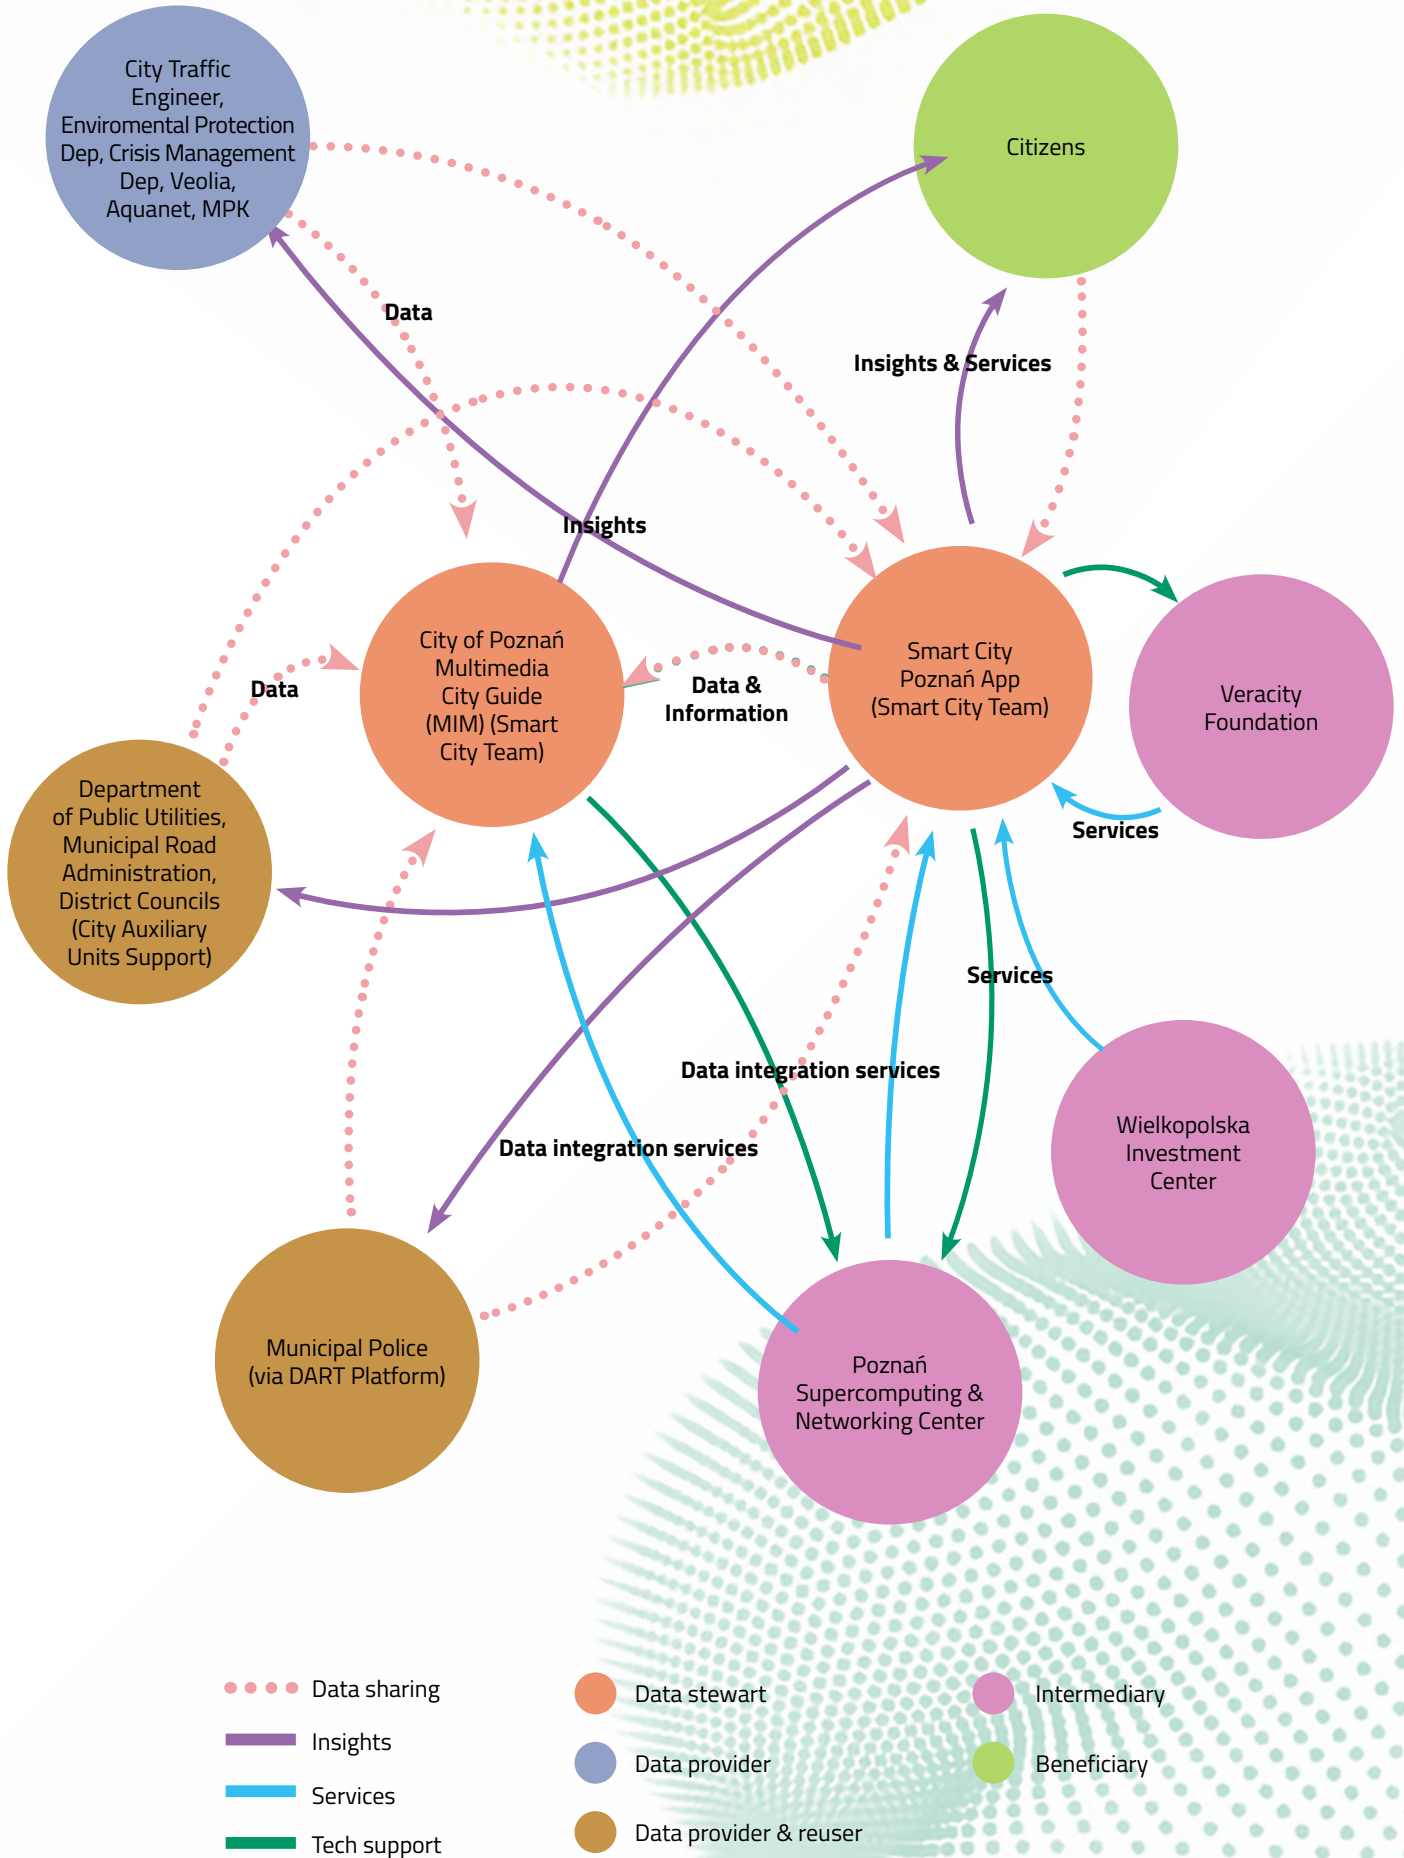 City Traffic
Engineer,
Enviromental Protection
Dep, Crisis Management
Dep, Veolia,
Aquanet, MPK
Citizens
Data
Insights & Services
Insights
City of Poznań
Multimedia
City Guide
(MIM) (Smart
City Team)
Smart City
Poznań App
(Smart City Team)
Veracity
Foundation
Data &
Information
Data
Department
of Public Utilities,
Municipal Road
Administration,
District Councils
(City Auxiliary
Units Support)
Services
Services
Data integration services
Data integration services
Wielkopolska
Investment
Center
Municipal Police
(via DART Platform)
Poznań
Supercomputing &
Networking Center
Data sharing
Insights
Services
Tech support
Data stewart
Data provider
Data provider & reuser
Intermediary
Beneficiary